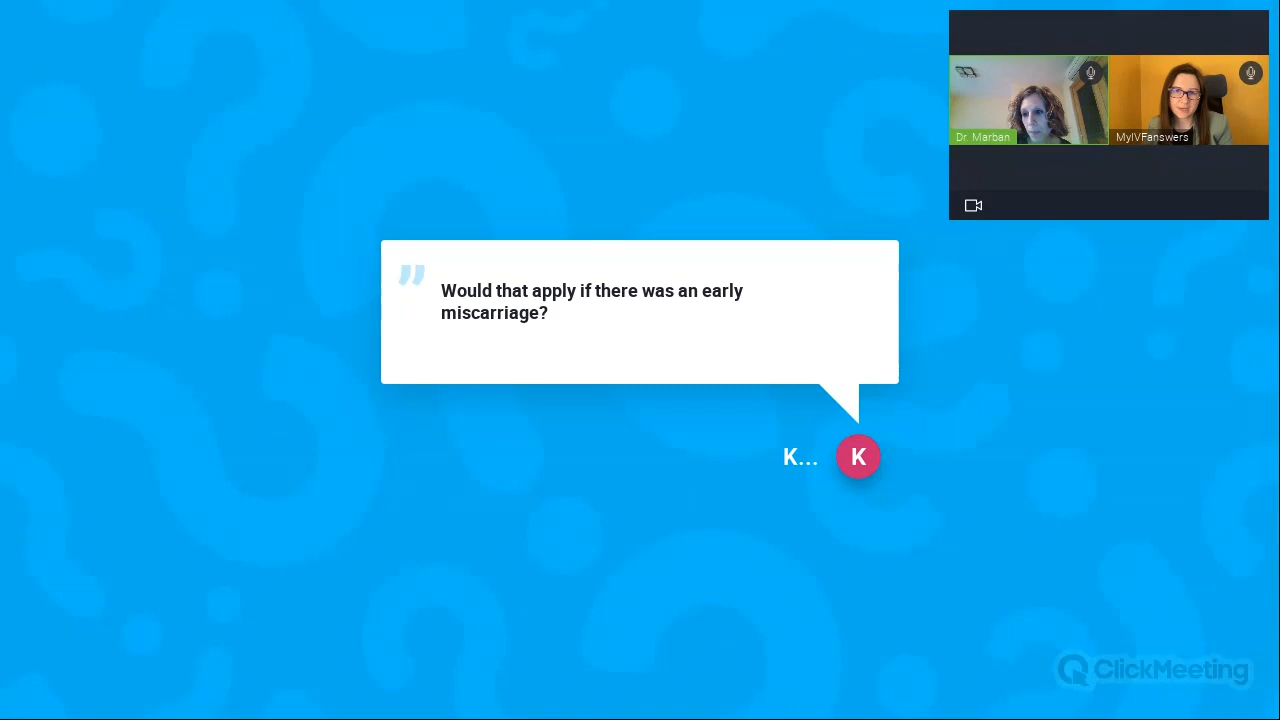 Dr. Marban
MyIVFanswers
”
Would that apply if there was an early
miscarriage?
K...
K
ClickMeeting